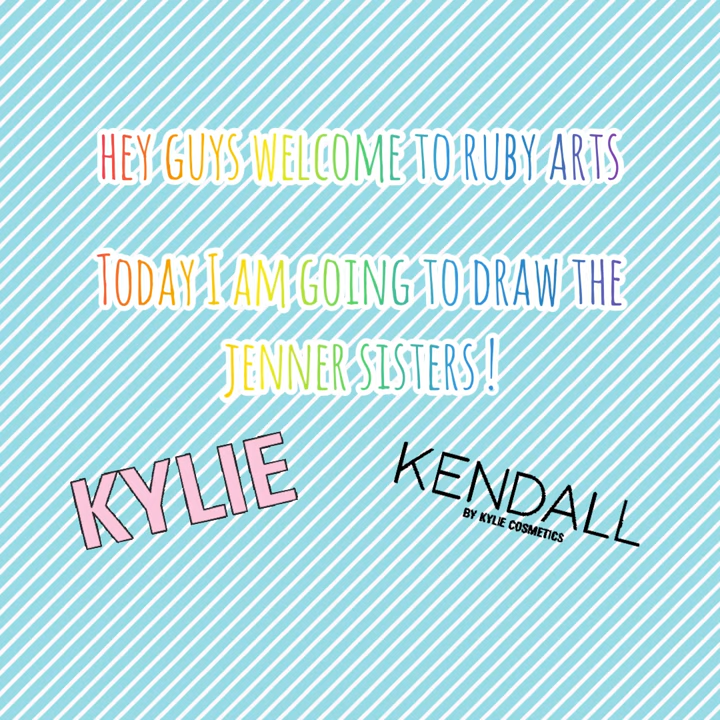 HEY GUYS WELCOME TO RUBY ARTS
TODAY I AM GOING TO DRAW THE
JENNER SISTERS!
KYLIE
KENDALL
BY KYLIE COSMETICS